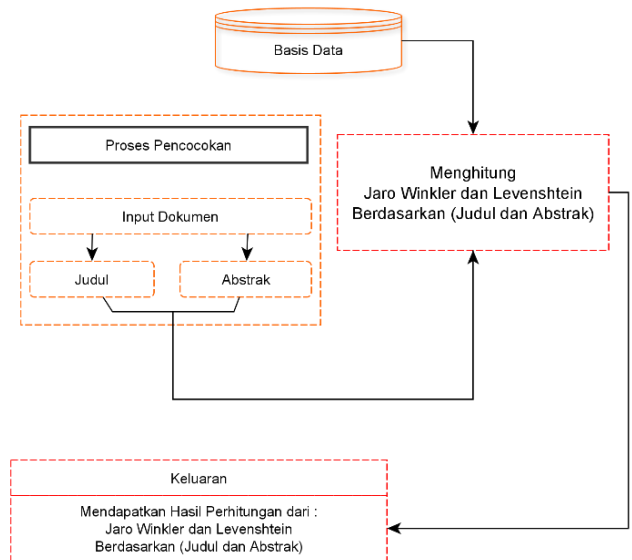 Basis Data
Proses Pencocokan
Input Dokumen
Judul
Abstrak
Menghitung
Jaro Winkler dan Levenshtein
Berdasarkan (Judul dan Abstrak)
Keluaran
Mendapatkan Hasil Perhitungan dari :
Jaro Winkler dan Levenshtein
Berdasarkan (Judul dan Abstrak)